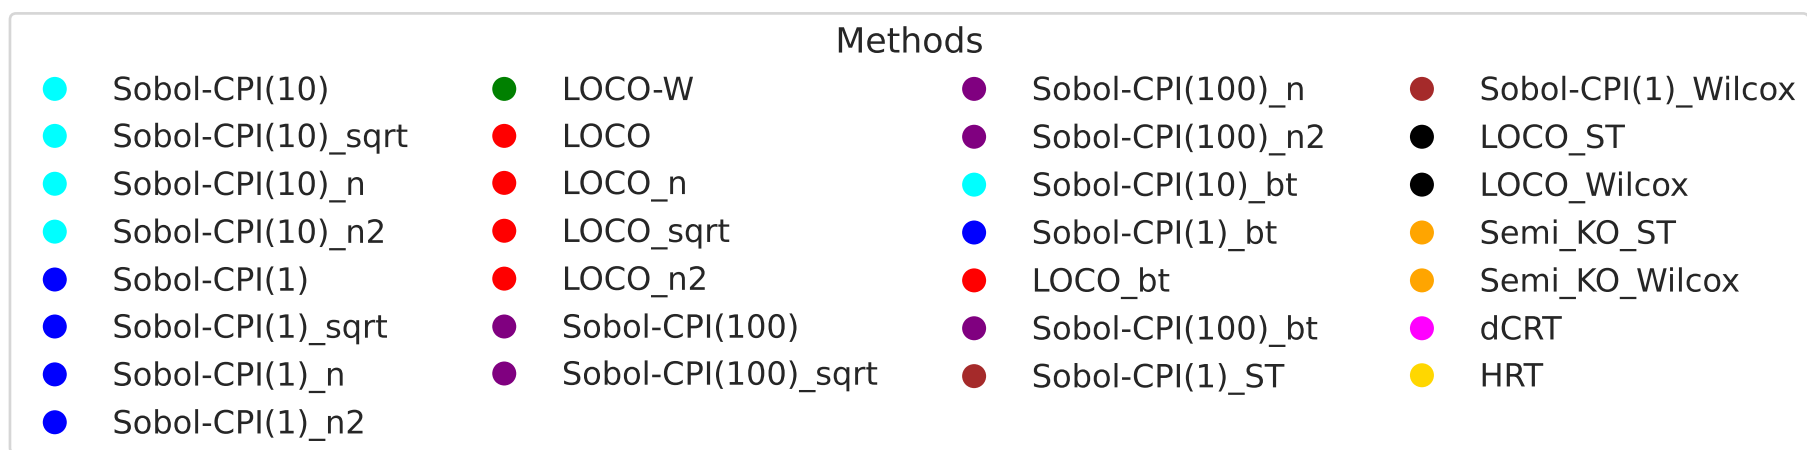 Methods
Sobol-CPI(10)
Sobol-CPI(10)_sqrt
Sobol-CPI(10)_n
Sobol-CPI(10)_n2
Sobol-CPI(1)
Sobol-CPI(1)_sqrt
Sobol-CPI(1)_n
Sobol-CPI(1)_n2
LOCO-W
LOCO
LOCO_n
LOCO_sqrt
LOCO_n2
Sobol-CPI(100)
Sobol-CPI(100)_sqrt
Sobol-CPI(100)_n
Sobol-CPI(100)_n2
Sobol-CPI(10)_bt
Sobol-CPI(1)_bt
LOCO_bt
Sobol-CPI(100)_bt
Sobol-CPI(1)_ST
Sobol-CPI(1)_Wilcox
LOCO_ST
LOCO_Wilcox
Semi_KO_ST
Semi_KO_Wilcox
dCRT
HRT